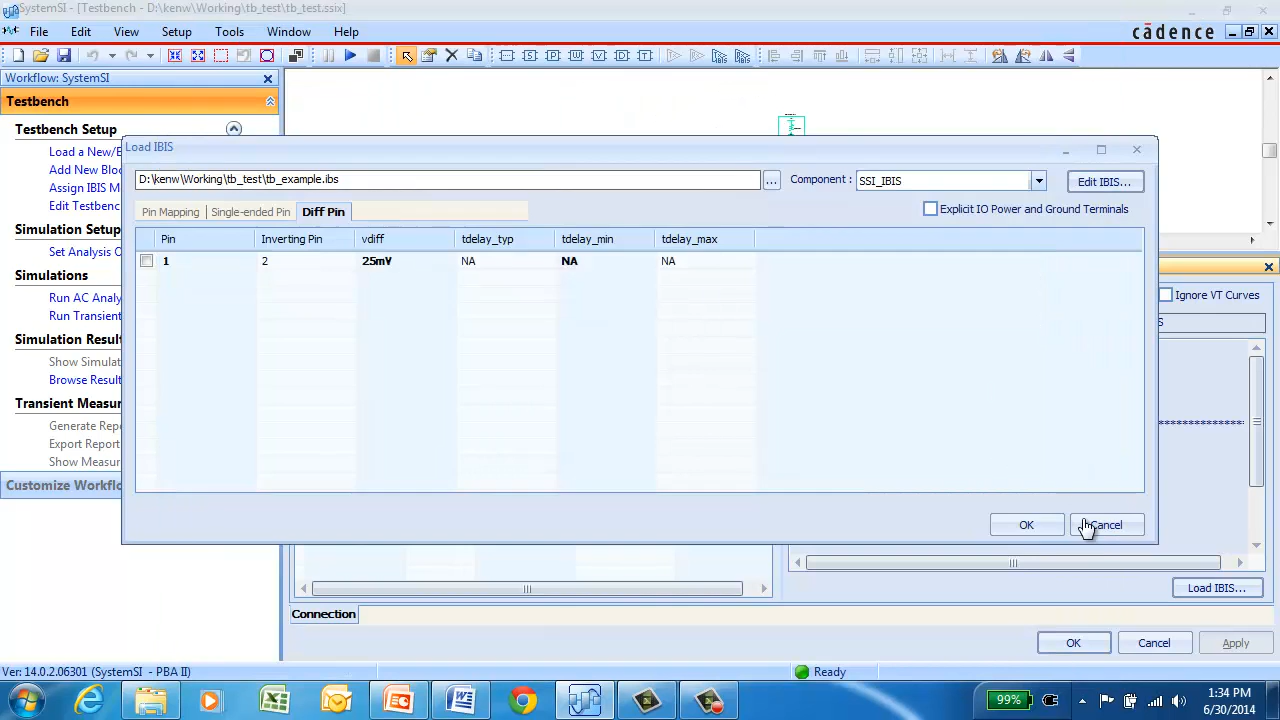 SystemSI - [Testbench - D:\kenw\Working\tb_test\tb_test.ssix]
File Edit View Setup Tools Window Help
cādence
Workflow: SystemSI
Testbench
Testbench Setup
Load a New/E
Add New Bloc
Assign IBIS M
Edit Testbenc
Simulation Setup
Set Analysis O
Simulations
Run AC Analy
Run Transient
Simulation Result
Show Simulat
Browse Result
Transient Measur
Generate Repo
Export Report
Show Measur
Customize Workflo
Load IBIS
D:\kenw\Working\tb_test\tb_example.ibs
...
Component :
SSI_IBIS
Edit IBIS...
Pin Mapping Single-ended Pin Diff Pin
Explicit IO Power and Ground Terminals
Pin Inverting Pin vdiff tdelay_typ tdelay_min tdelay_max
1 2 25mV NA NA NA
OK Cancel
Ignore VT Curves
S
************
Load IBIS...
Connection
OK Cancel Apply
Ver: 14.0.2.06301 (SystemSI - PBA II)
Ready
99%
1:34 PM
6/30/2014